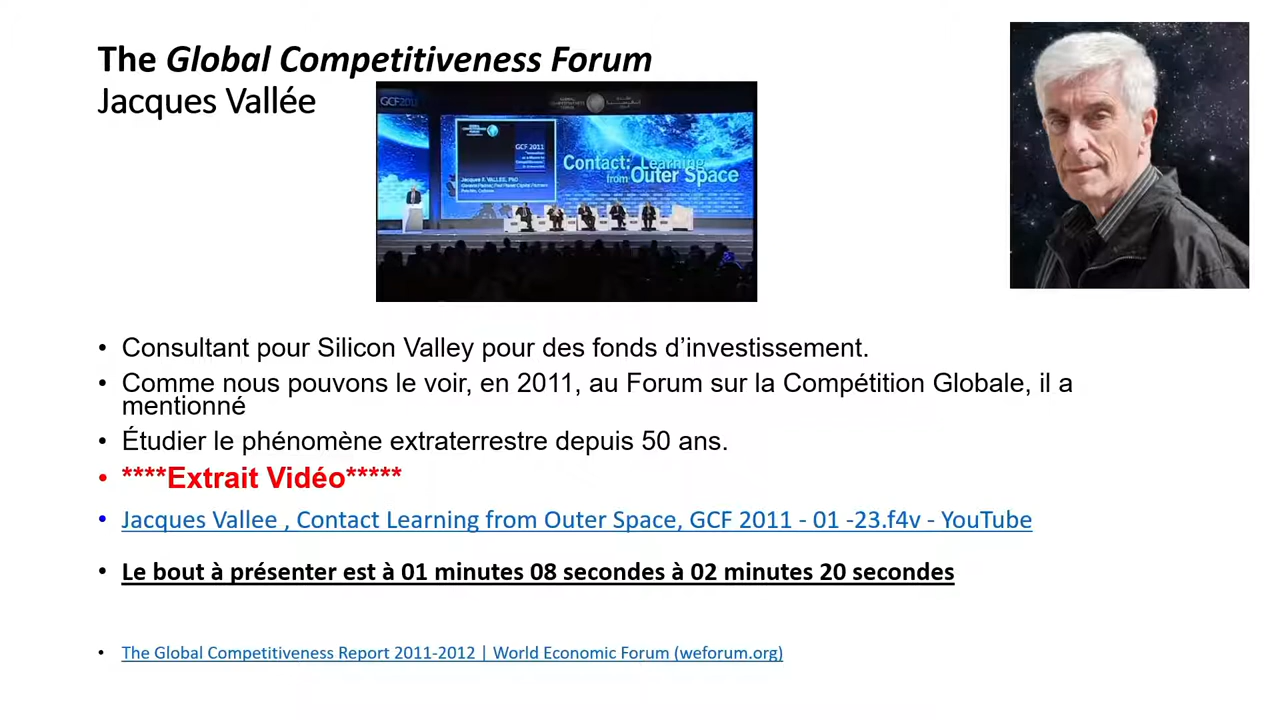 The Global Competitiveness Forum
Jacques Vallée
GCF 2011
Contact: Learning
from Outer Space
Jacques F. VALLEE, PhD
• Consultant pour Silicon Valley pour des fonds d’investissement.
• Comme nous pouvons le voir, en 2011, au Forum sur la Compétition Globale, il a
mentionné
• Étudier le phénomène extraterrestre depuis 50 ans.
• ****Extrait Vidéo*****
• Jacques Vallee , Contact Learning from Outer Space, GCF 2011 - 01 -23.f4v - YouTube
• Le bout à présenter est à 01 minutes 08 secondes à 02 minutes 20 secondes
• The Global Competitiveness Report 2011-2012 | World Economic Forum (weforum.org)